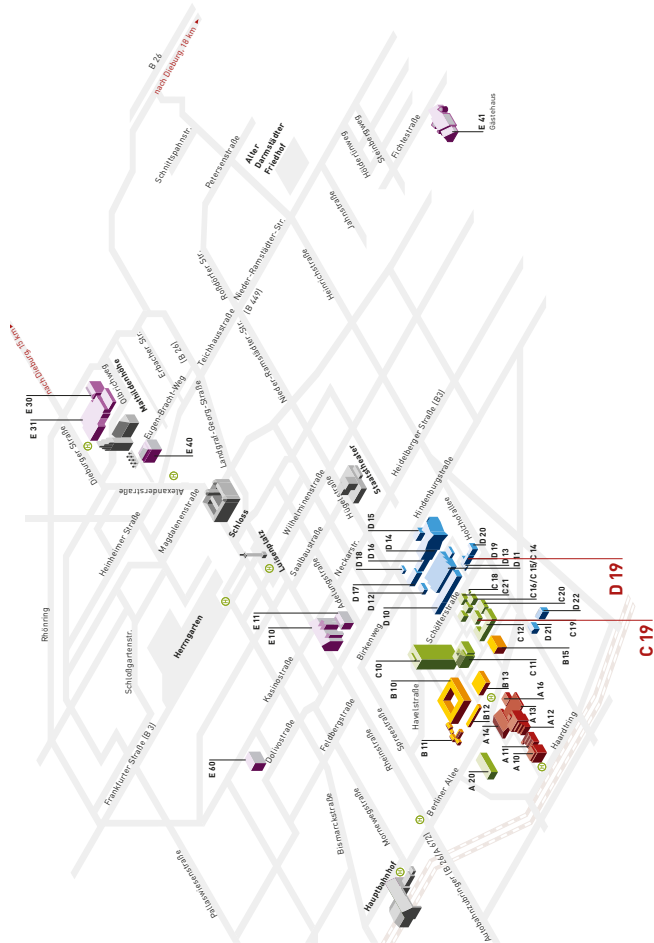 B 26
nach Dieburg, 18 km
Schnittspahnstr.
Petersenstraße
Alter
Darmstädter
Friedhof
Steinbergweg
Hölderlinweg
Fichtestraße
E 41
Gästehaus
Jahnstraße
Heinrichstraße
Nieder-Ramstädter-Str.
Roßdörfer Str.
Nieder-Ramstädter-Str. (B 449)
Teichhausstraße
nach Dieburg, 15 km
E 30
E 31
Olbrichweg
Mathildenhöhe
Erbacher Str.
(B 26)
Eugen-Bracht-Weg
Dieburger Straße
H
E 40
Landgraf-Georg-Straße
H
Alexanderstraße
Magdalenenstraße
Schloss
Luisenplatz
H
H
Heinheimer Straße
Rhönring
Schloßgartenstr.
Herrngarten
Frankfurter Straße (B 3)
Pallaswiesenstraße
Wilhelminenstraße
Saalbaustraße
Hügelstraße
Staatstheater
Heidelberger Straße (B3)
Hindenburgstraße
Holzhofallee
Neckarstr.
Adelungstraße
E 11
E 10
Kasinostraße
E 60
Dolivostraße
Feldbergstraße
Bismarckstraße
Birkenweg
Schöfferstraße
Havelstraße
Spreestraße
Rheinstraße
Mornewegstraße
Berliner Allee
H
Hauptbahnhof
H
Autobahnzubringer (B 26/A 672)
D 15
D 14
D 16
D 18
D 17
D 12
D 10
D 20
D 19
D 13
D 11
C 16/C 15/C 14
C 18
C 21
C 20
D 22
D 21
C 19
C 12
C 10
C 11
B 15
B 10
B 13
B 12
B 11
H
A 14
A 16
A 13
A 12
A 11
A 10
A 20
H
Haardtring
D 19
C 19